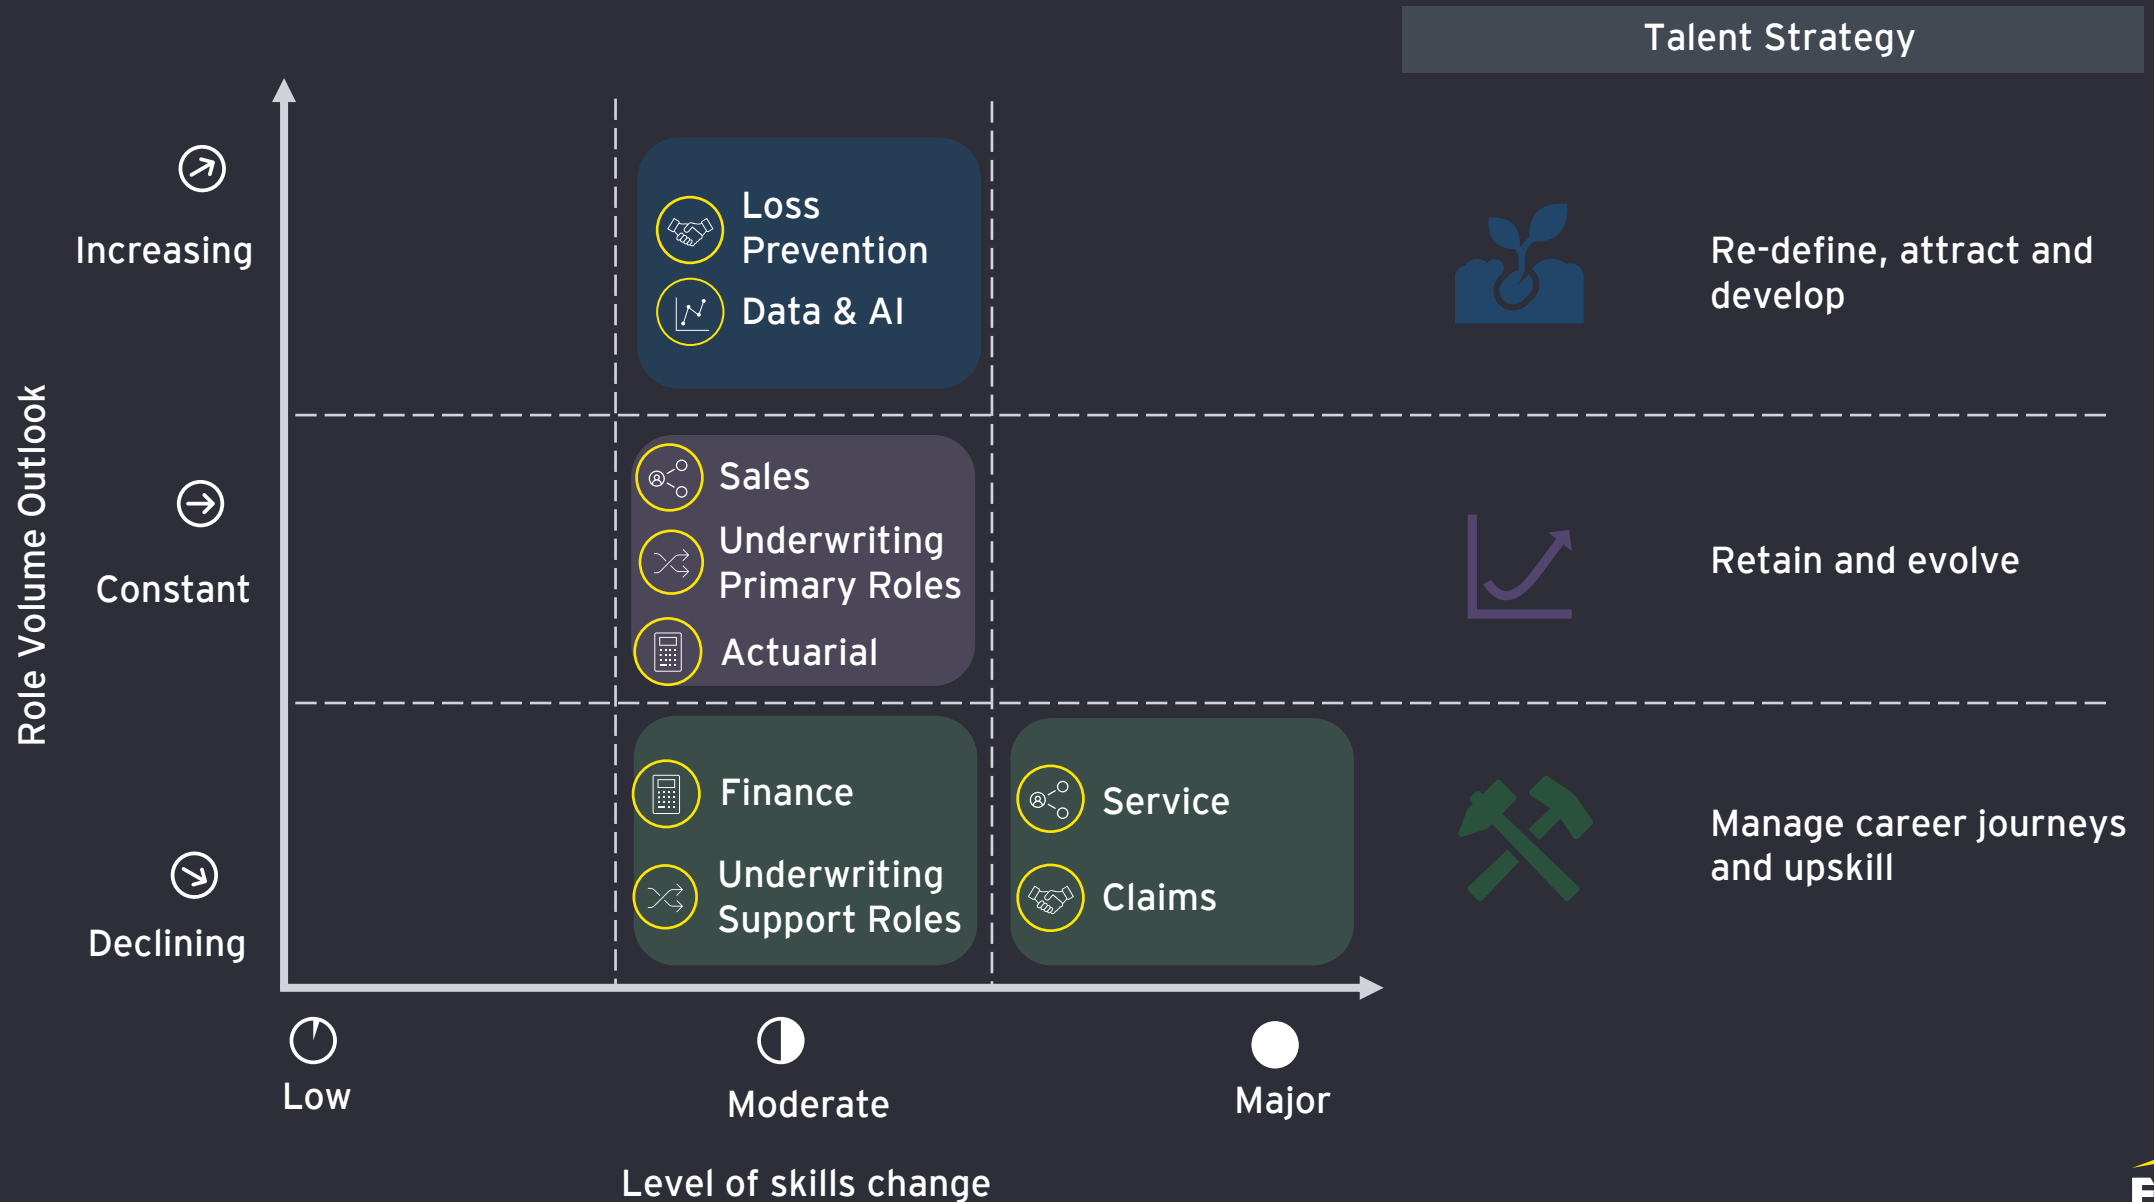 Talent Strategy
Increasing
Loss
Prevention
Data & AI
Re-define, attract and
develop
Role Volume Outlook
Constant
Sales
Underwriting
Primary Roles
Actuarial
Retain and evolve
Declining
Finance
Underwriting
Support Roles
Service
Claims
Manage career journeys
and upskill
Low
Moderate
Major
Level of skills change